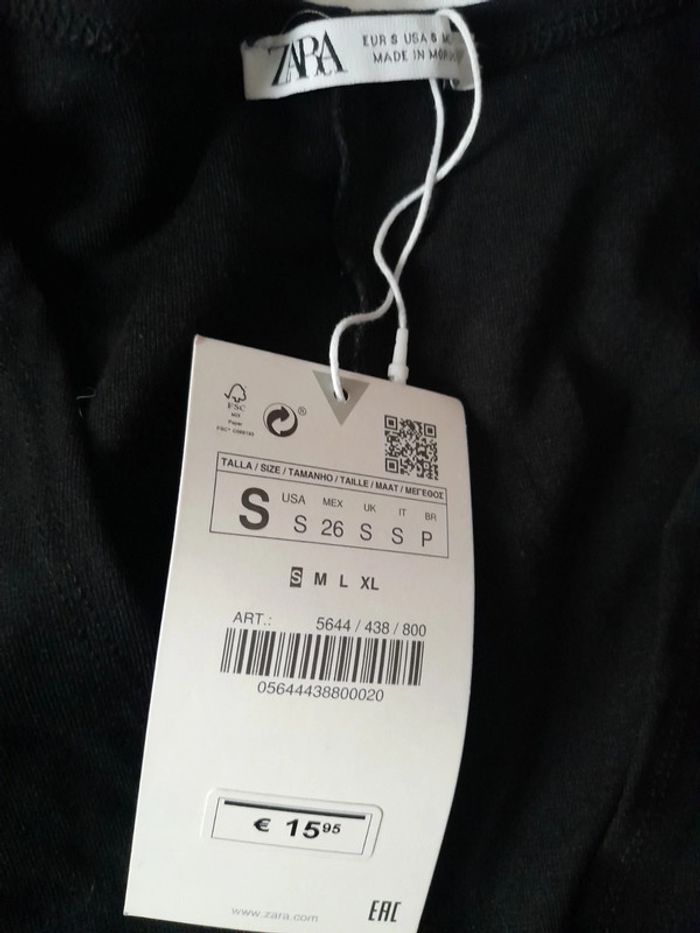 ZARA
EUR S USA S
MADE IN
FSC
MIX
Paper
®
TALLA / SIZE / TAMANHO / TAILLE / MAAT / ΜΕΓΕΘΟΣ
S
USA MEX UK IT BR
S 26 S S P
S M L XL
ART.: 5644 / 438 / 800
05644438800020
€ 15 95
www.zara.com
EAC